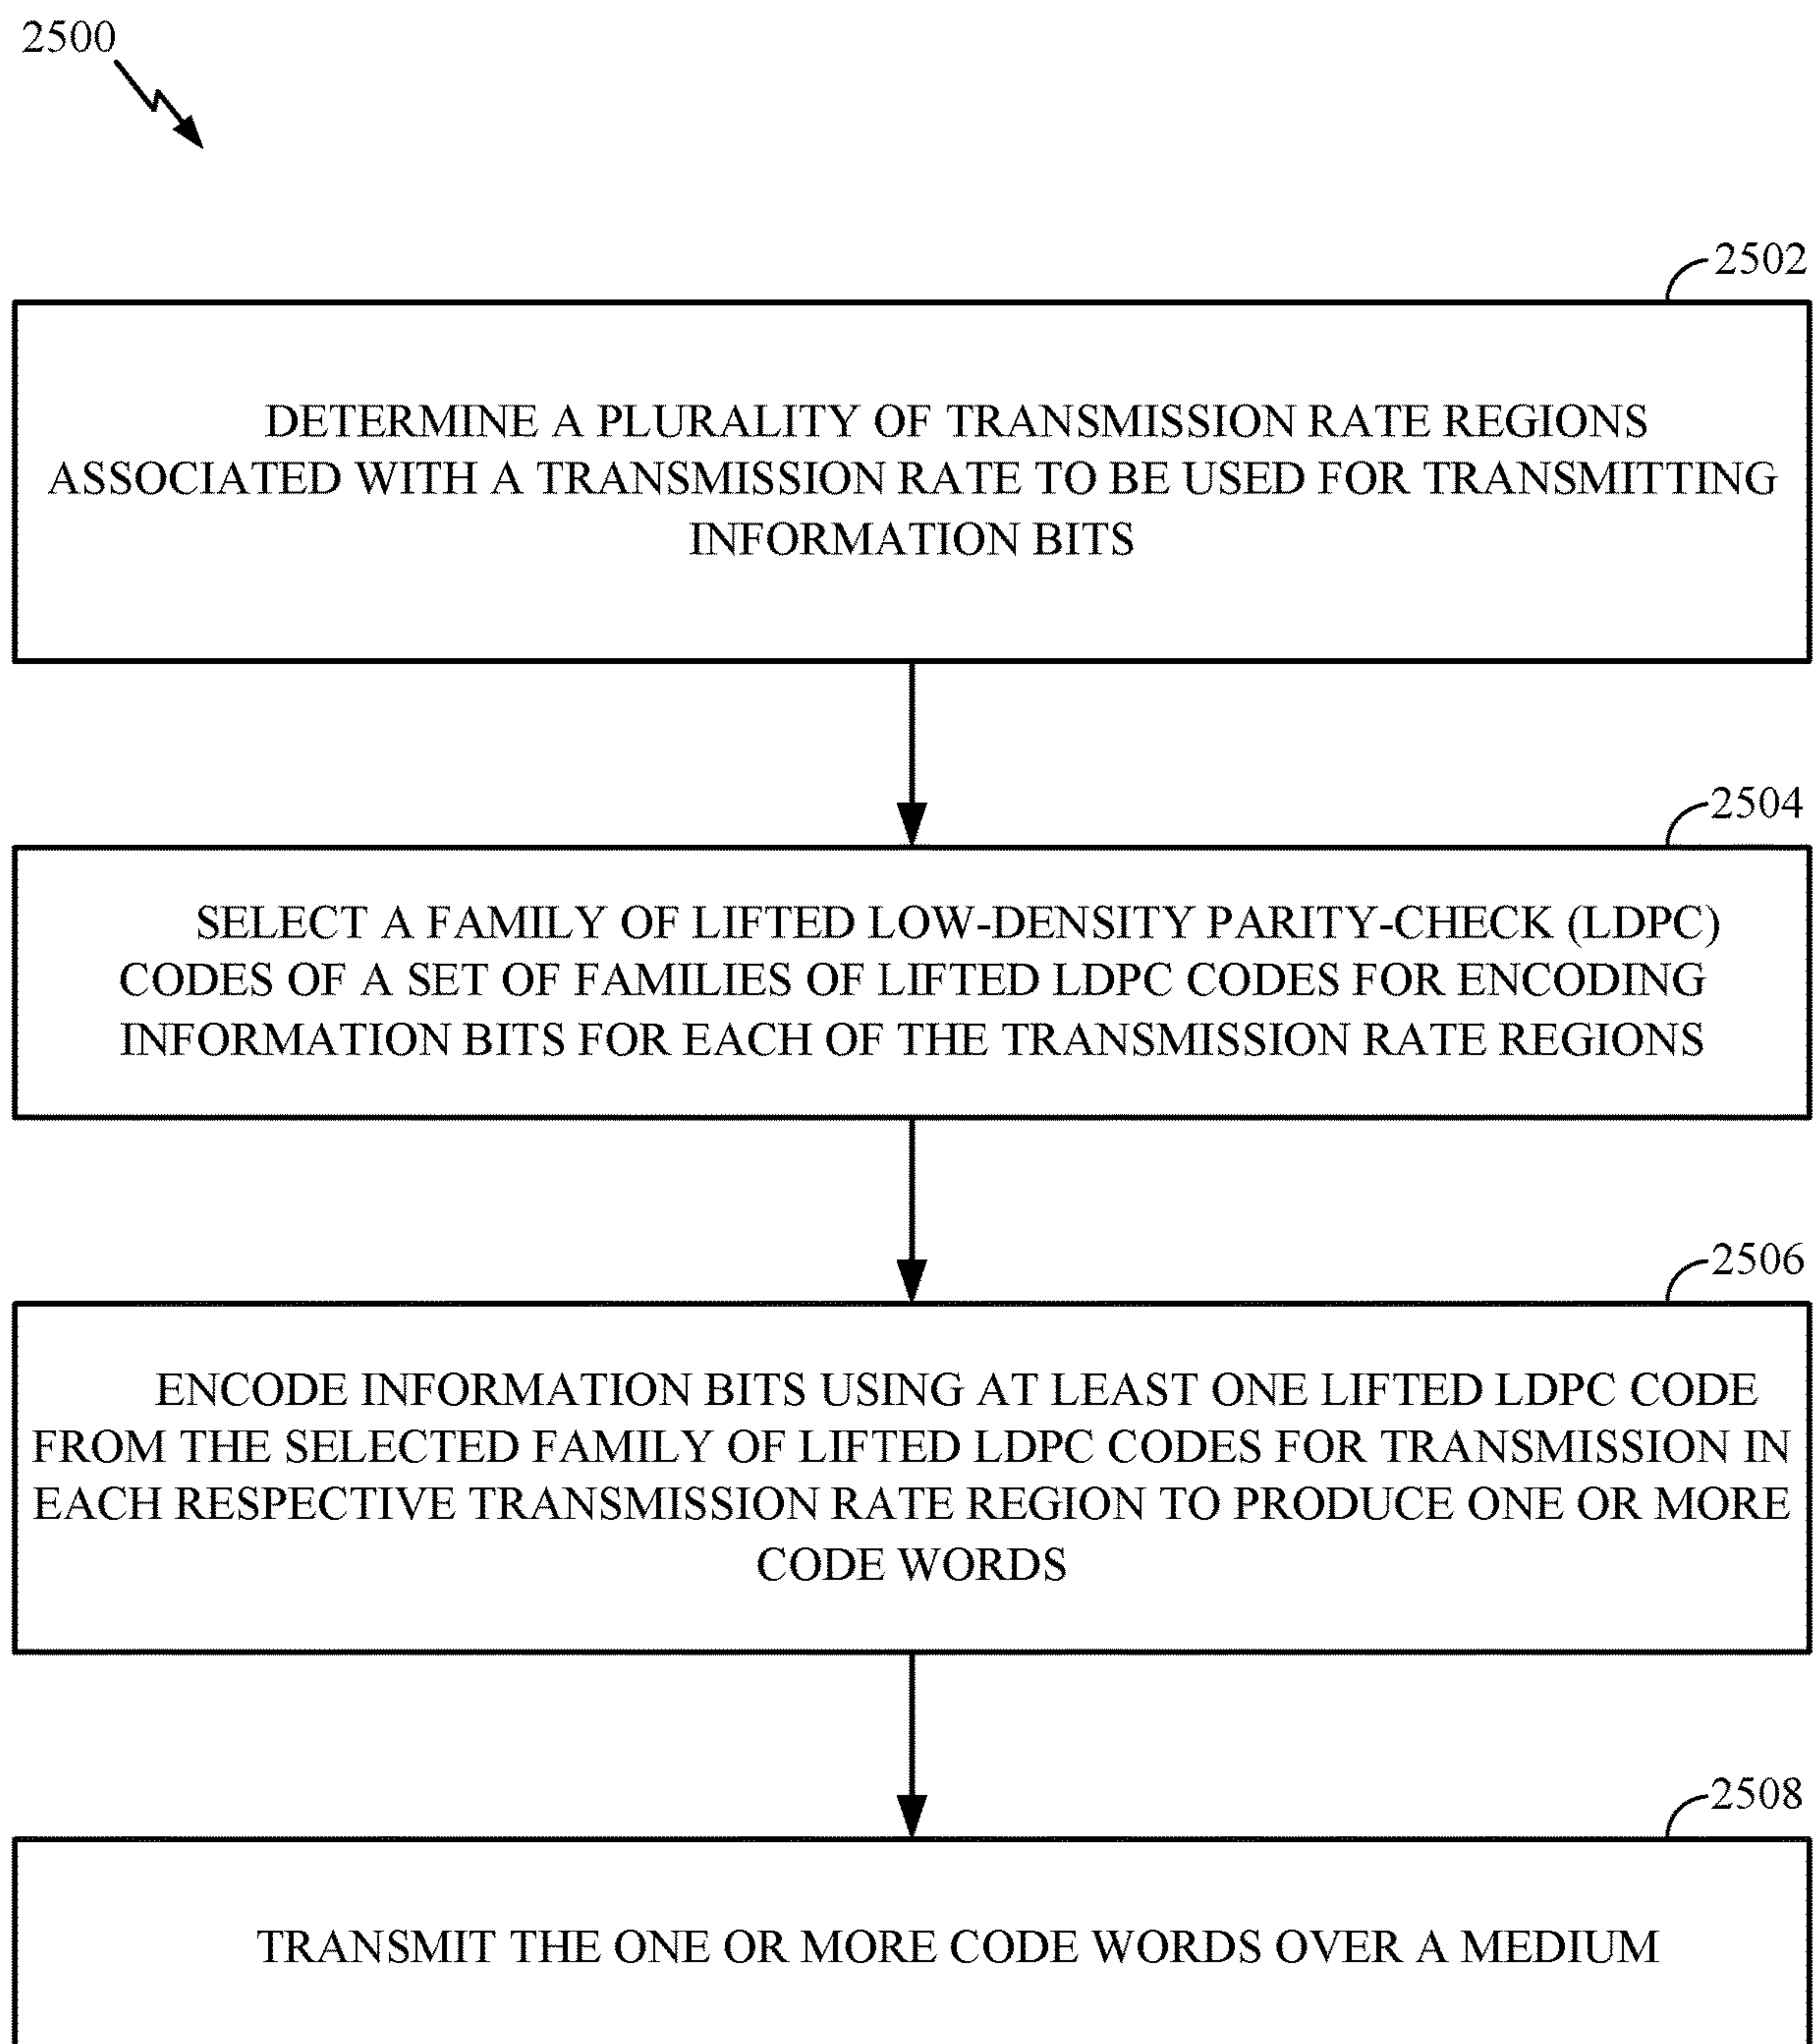 2500
2502
DETERMINE A PLURALITY OF TRANSMISSION RATE REGIONS
ASSOCIATED WITH A TRANSMISSION RATE TO BE USED FOR TRANSMITTING
INFORMATION BITS
2504
SELECT A FAMILY OF LIFTED LOW-DENSITY PARITY-CHECK (LDPC)
CODES OF A SET OF FAMILIES OF LIFTED LDPC CODES FOR ENCODING
INFORMATION BITS FOR EACH OF THE TRANSMISSION RATE REGIONS
2506
ENCODE INFORMATION BITS USING AT LEAST ONE LIFTED LDPC CODE
FROM THE SELECTED FAMILY OF LIFTED LDPC CODES FOR TRANSMISSION IN
EACH RESPECTIVE TRANSMISSION RATE REGION TO PRODUCE ONE OR MORE
CODE WORDS
2508
TRANSMIT THE ONE OR MORE CODE WORDS OVER A MEDIUM